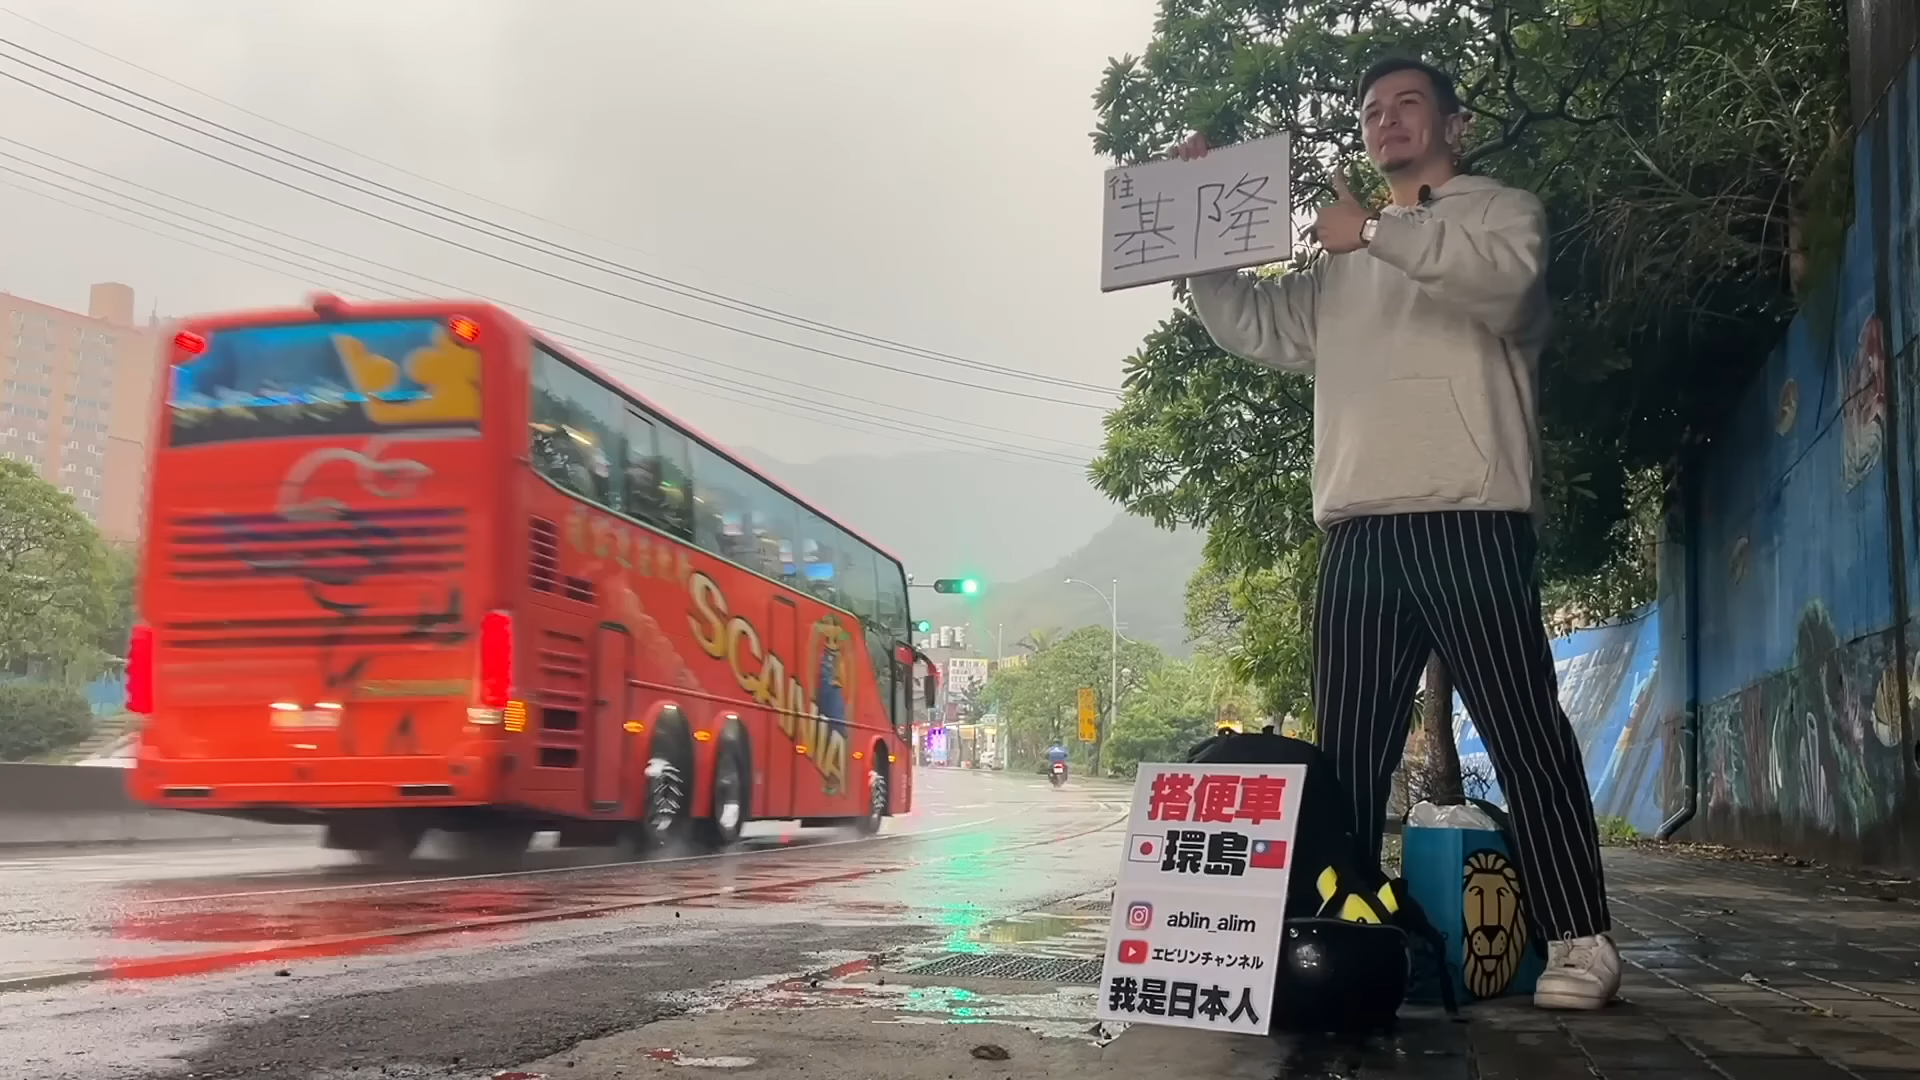 往
基隆
SCANIA
搭便車
環島
ablin_alim
エビリンチャンネル
我是日本人